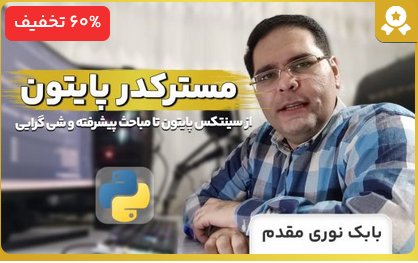 ۶۰% تخفیف
مسترکدر پایتون
از سینتکس پایتون تا مباحث پیشرفته و شی گرایی
بابک نوری مقدم